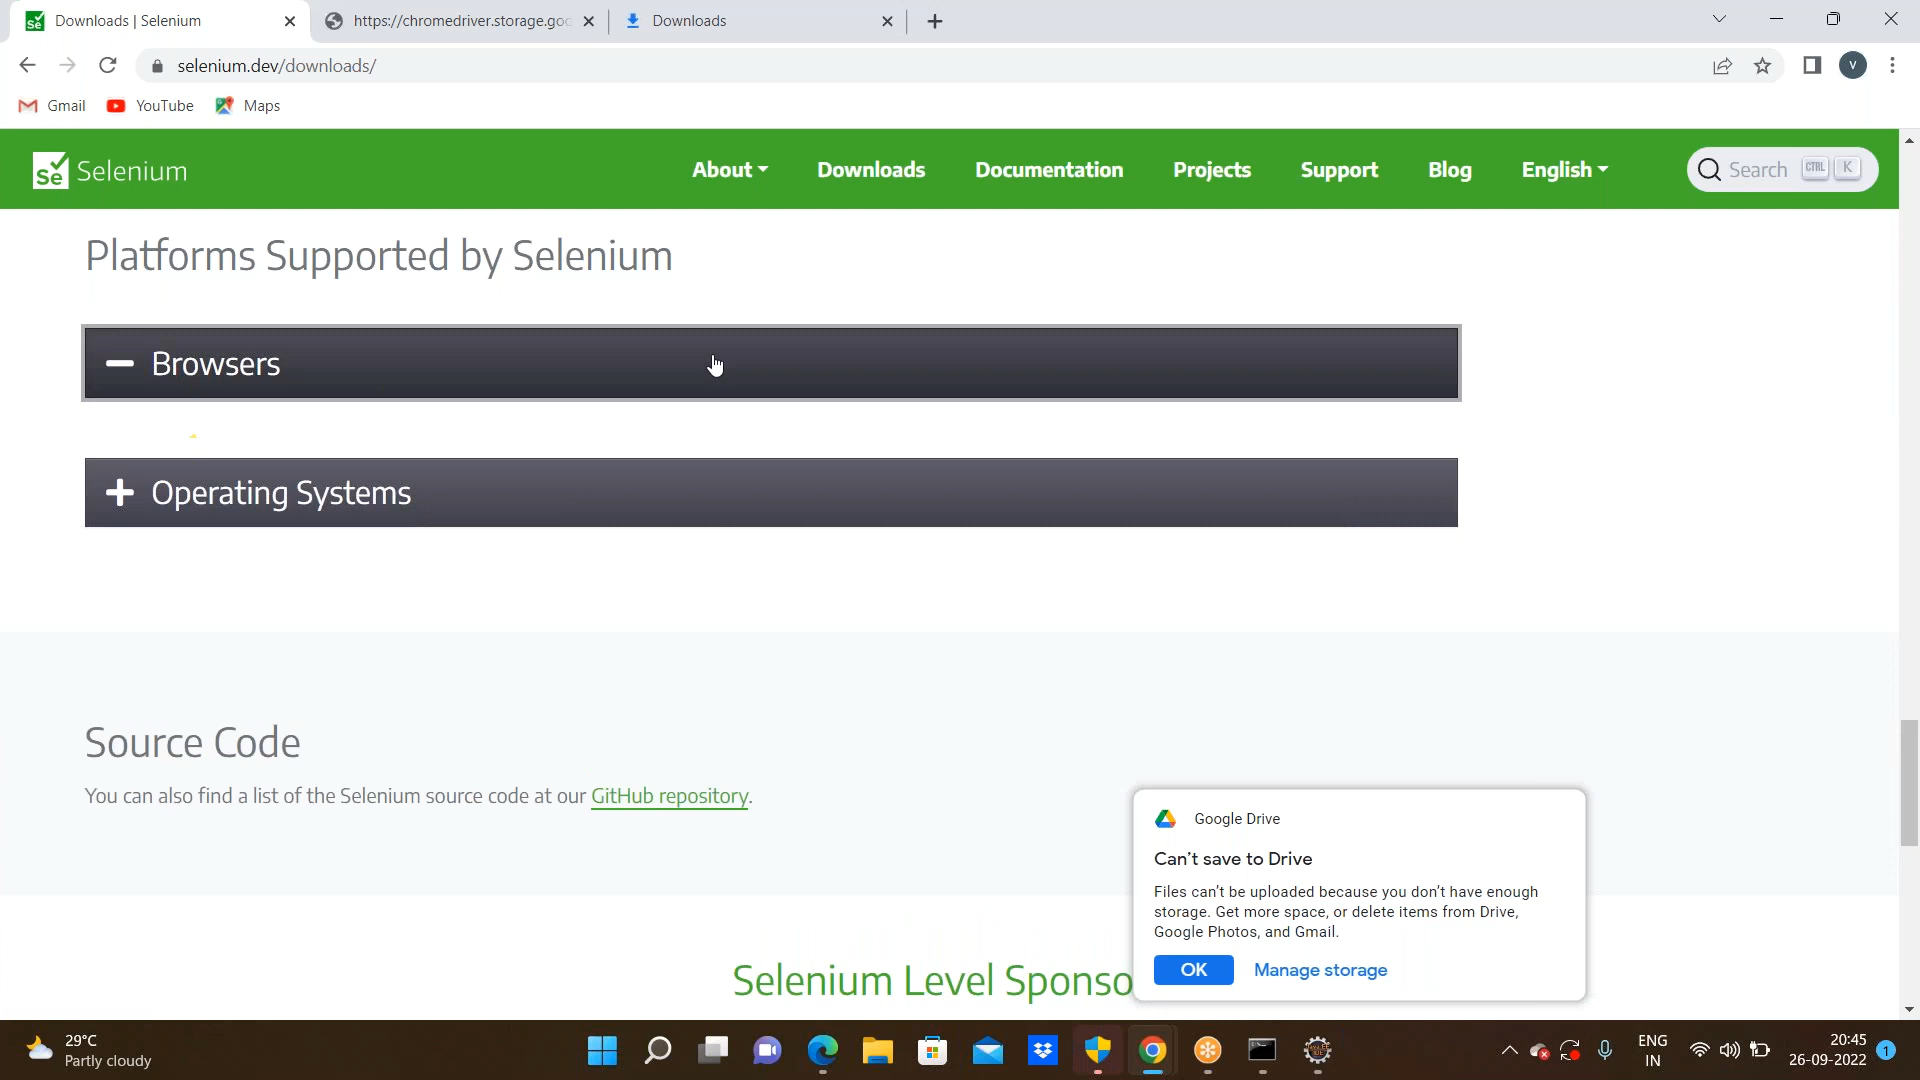 Downloads | Selenium
https://chromedriver.storage.goo
Downloads
selenium.dev/downloads/
V
Gmail
YouTube
Maps
Se Selenium
About
Downloads
Documentation
Projects
Support
Blog
English
Search CTRL K
Platforms Supported by Selenium
Browsers
Operating Systems
Source Code
You can also find a list of the Selenium source code at our GitHub repository.
Selenium Level Sponso
Google Drive
Can't save to Drive
Files can't be uploaded because you don't have enough
storage. Get more space, or delete items from Drive,
Google Photos, and Gmail.
OK
Manage storage
29°C
Partly cloudy
ENG
IN
20:45
26-09-2022
1